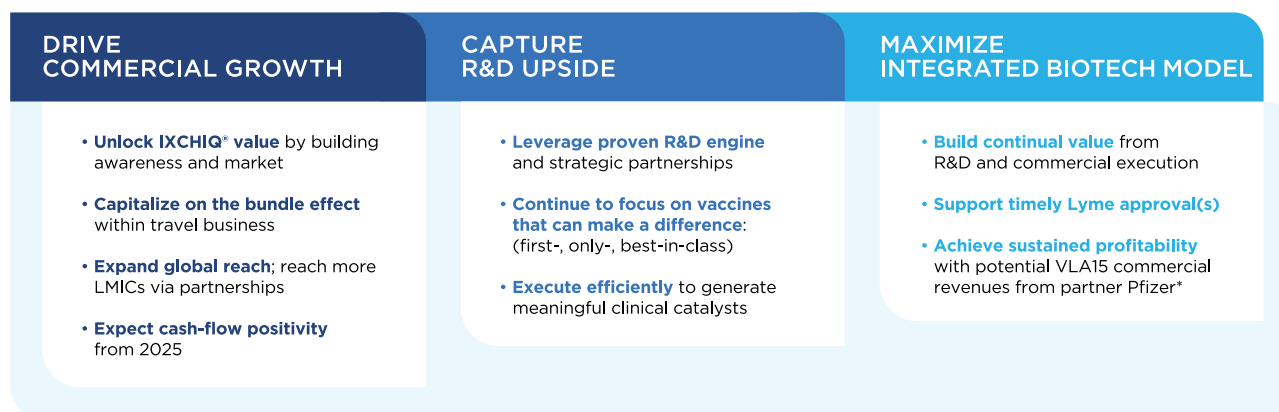 DRIVE
COMMERCIAL GROWTH
• Unlock IXCHIQ® value by building
awareness and market
• Capitalize on the bundle effect
within travel business
• Expand global reach; reach more
LMICs via partnerships
• Expect cash-flow positivity
from 2025
CAPTURE
R&D UPSIDE
• Leverage proven R&D engine
and strategic partnerships
• Continue to focus on vaccines
that can make a difference:
(first-, only-, best-in-class)
• Execute efficiently to generate
meaningful clinical catalysts
MAXIMIZE
INTEGRATED BIOTECH MODEL
• Build continual value from
R&D and commercial execution
• Support timely Lyme approval(s)
• Achieve sustained profitability
with potential VLA15 commercial
revenues from partner Pfizer*